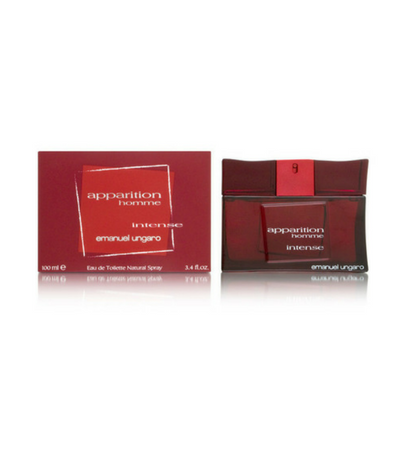 apparition
homme
intense
emanuel ungaro
100 ml e Eau de Toilette Natural Spray 3.4 fl.oz.
apparition
homme
intense
emanuel ungaro